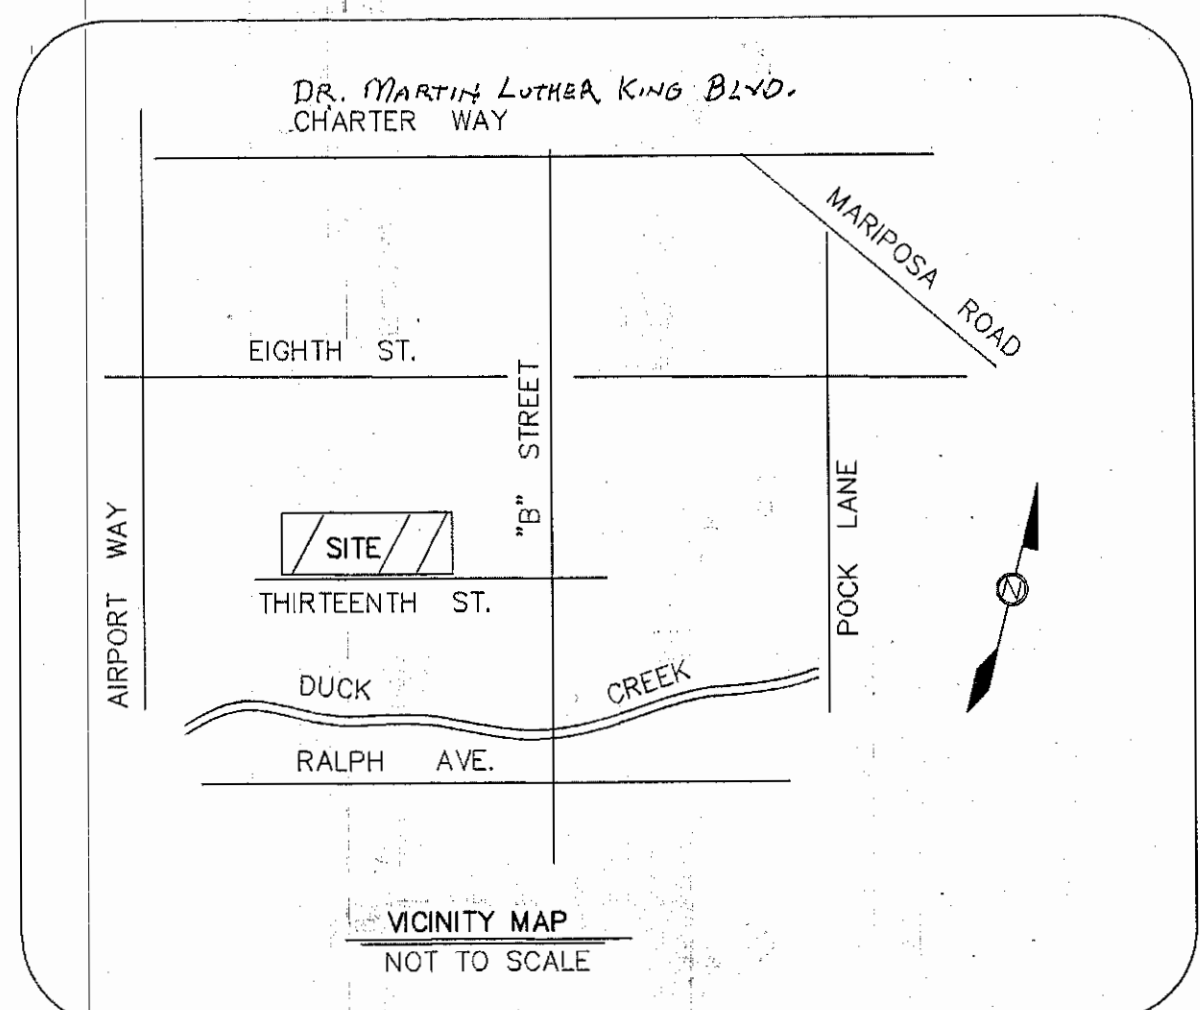 DR. MARTIN LUTHER KING BLVD.
CHARTER WAY
MARIPOSA ROAD
EIGHTH ST.
"B" STREET
AIRPORT WAY
SITE
POCK LANE
N
THIRTEENTH ST.
DUCK CREEK
RALPH AVE.
VICINITY MAP
NOT TO SCALE